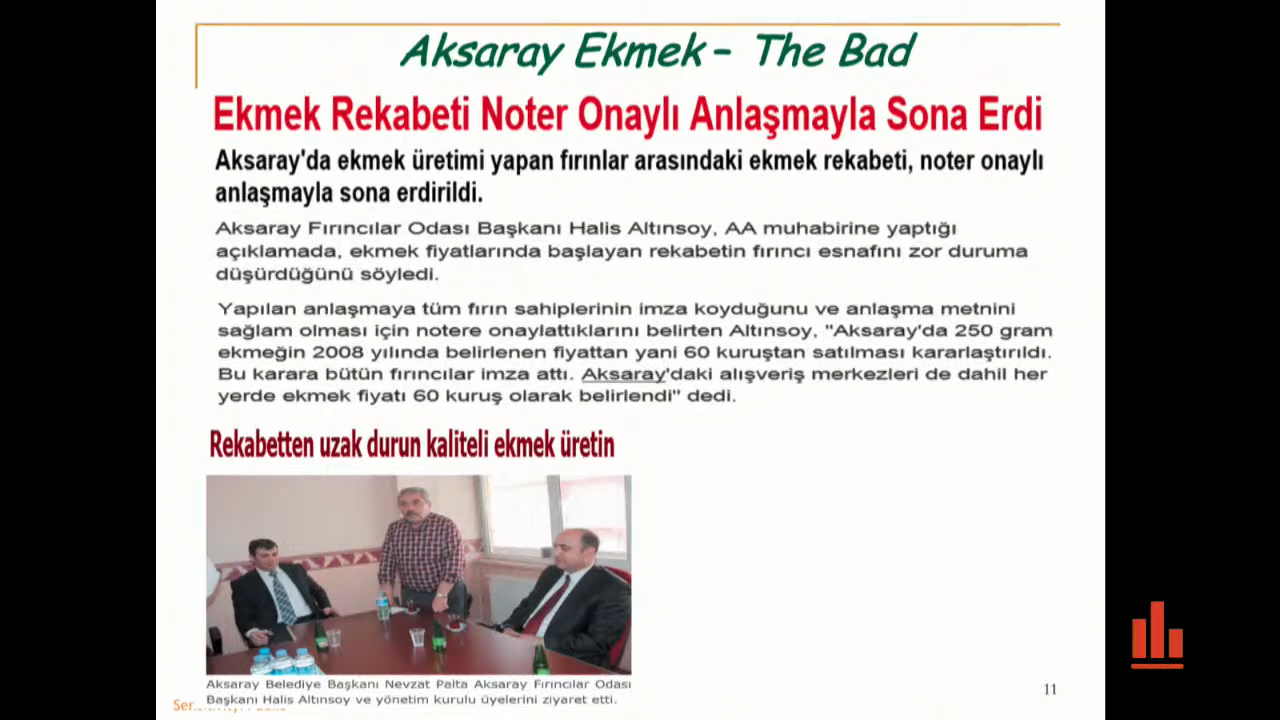 Aksaray Ekmek – The Bad
Ekmek Rekabeti Noter Onaylı Anlaşmayla Sona Erdi
Aksaray'da ekmek üretimi yapan fırınlar arasındaki ekmek rekabeti, noter onaylı
anlaşmayla sona erdirildi.
Aksaray Fırıncılar Odası Başkanı Halis Altınsoy, AA muhabirine yaptığı
açıklamada, ekmek fiyatlarında başlayan rekabetin fırıncı esnafını zor duruma
düşürdüğünü söyledi.
Yapılan anlaşmaya tüm fırın sahiplerinin imza koyduğunu ve anlaşma metnini
sağlam olması için notere onaylattıklarını belirten Altınsoy, "Aksaray'da 250 gram
ekmeğin 2008 yılında belirlenen fiyattan yani 60 kuruştan satılması kararlaştırıldı.
Bu karara bütün fırıncılar imza attı. Aksaray'daki alışveriş merkezleri de dahil her
yerde ekmek fiyatı 60 kuruş olarak belirlendi" dedi.
Rekabetten uzak durun kaliteli ekmek üretin
Aksaray Belediye Başkanı Nevzat Palta Aksaray Fırıncılar Odası
Başkanı Halis Altınsoy ve yönetim kurulu üyelerini ziyaret etti.
11